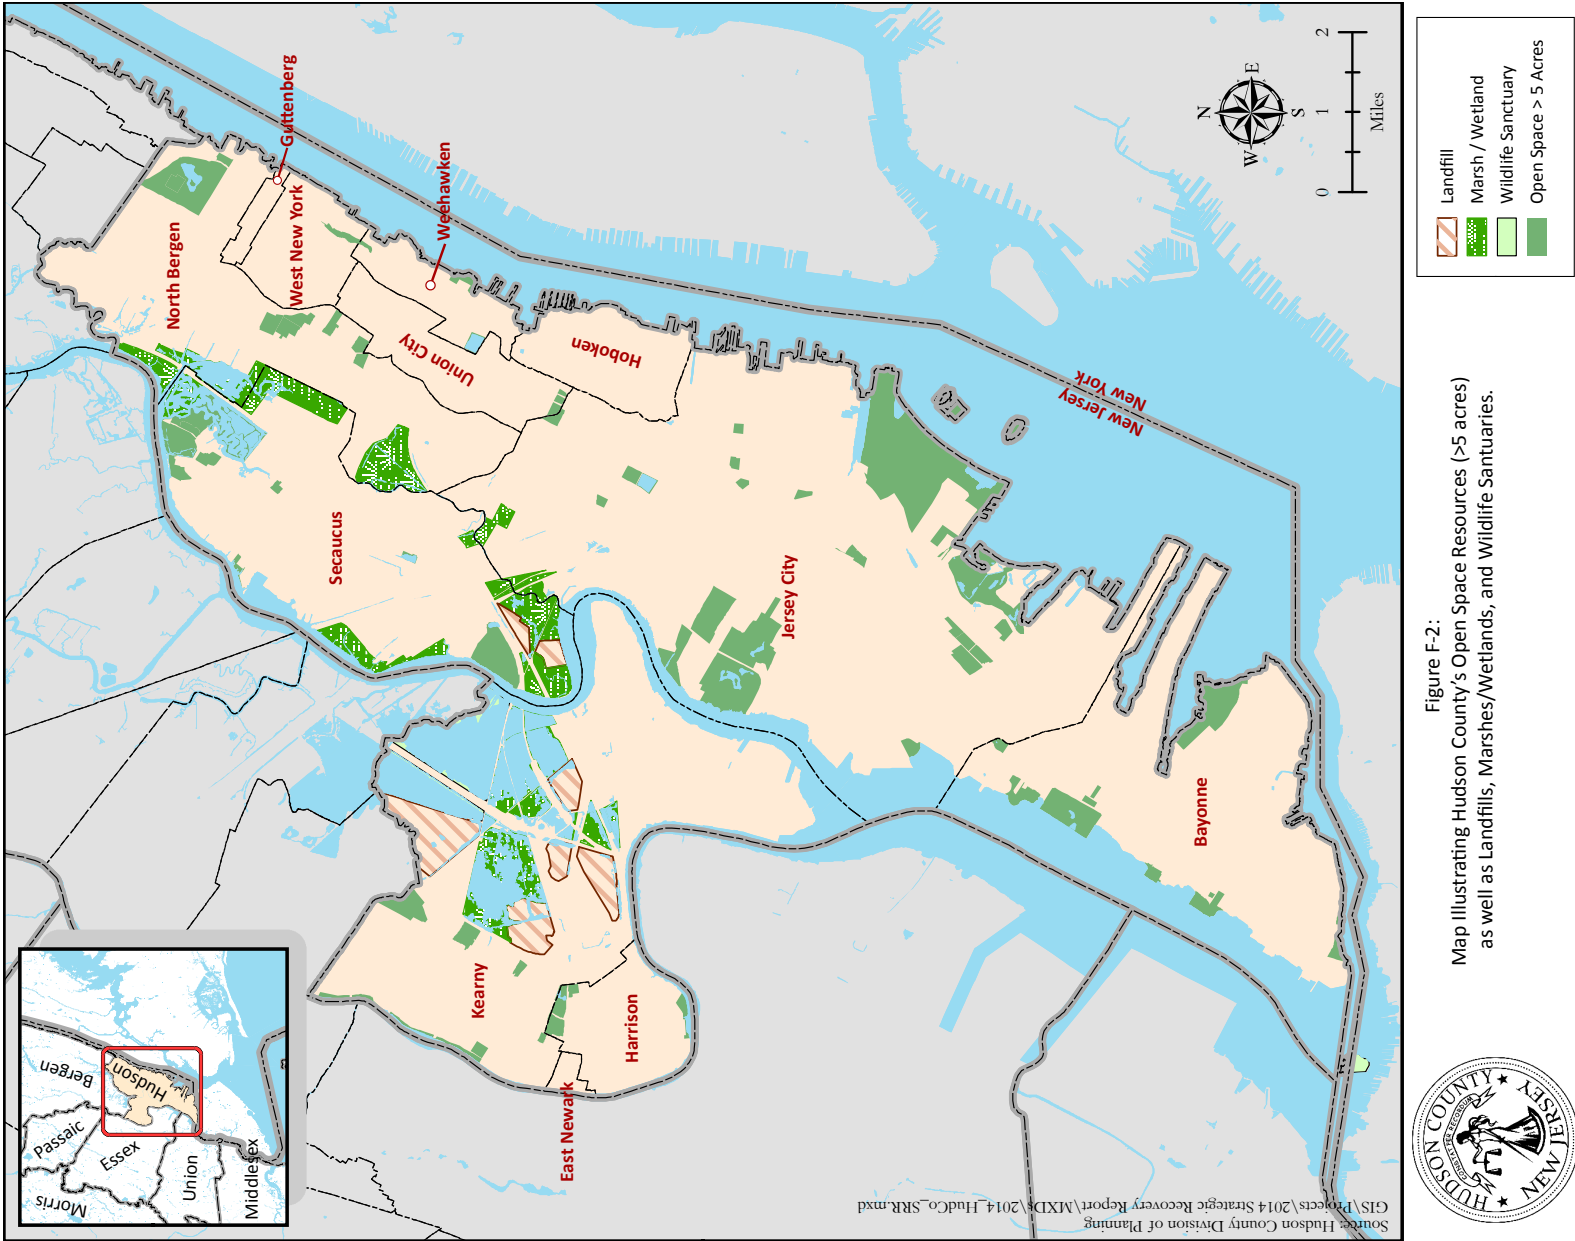 Guttenberg
Weehawken
North Bergen
West New York
Union City
Hoboken
Secaucus
Jersey City
Bayonne
Kearny
Harrison
East Newark
New Jersey
New York
N
E
S
W
0
1
2
Miles
Landfill
Marsh / Wetland
Wildlife Sanctuary
Open Space > 5 Acres
Figure F-2:
Map Illustrating Hudson County's Open Space Resources (>5 acres)
as well as Landfills, Marshes/Wetlands, and Wildlife Santuaries.
Bergen
Hudson
Passaic
Essex
Morris
Union
Middlesex
Source: Hudson County Division of Planning
GIS\Projects\2014 Strategic Recovery Report\MXDs\2014_HudCo_SRR.mxd
HUDSON COUNTY
NEW JERSEY